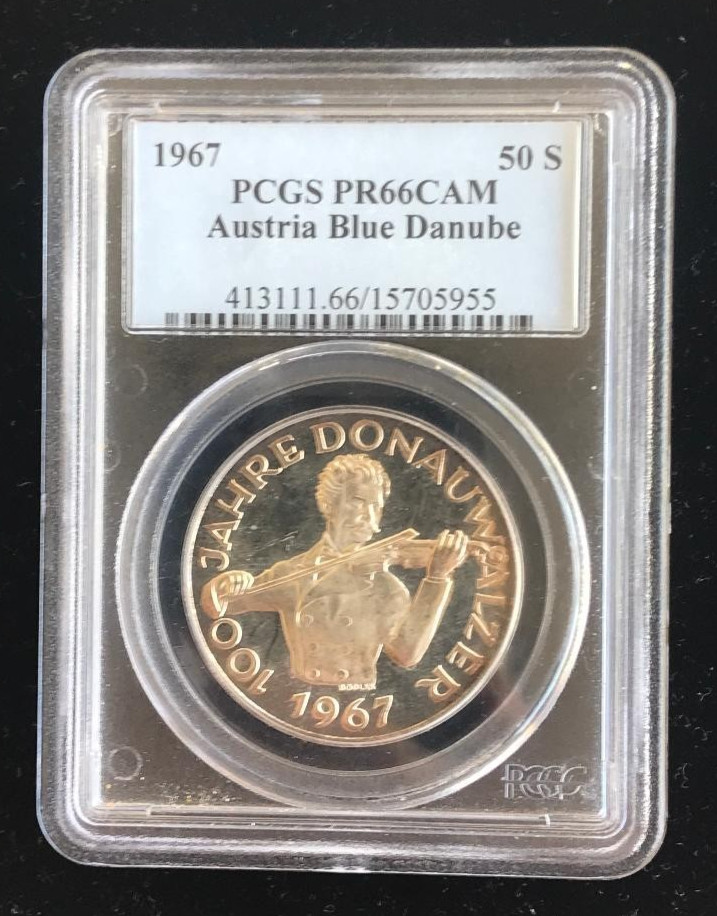 1967 50 S
PCGS PR66CAM
Austria Blue Danube
413111.66/15705955
100 JAHRE DONAUWALZER
1967
PCGS